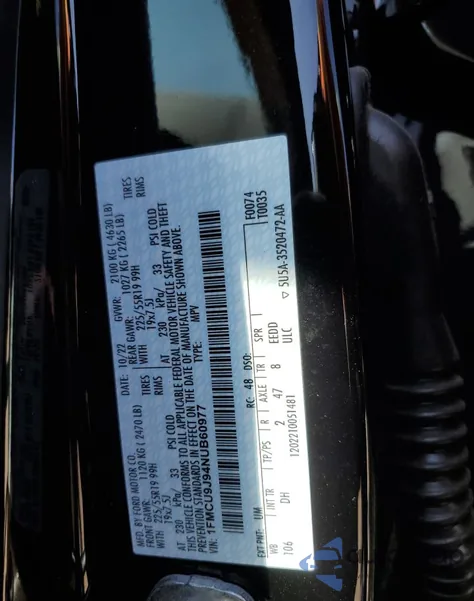 MFD. BY FORD MOTOR CO.
DATE: 10/22 GVWR: 2100 KG ( 4630 LB)
FRONT GAWR: 1120 KG ( 2470 LB) REAR GAWR: 1027 KG ( 2265 LB)
WITH 225/55R19 99H TIRES WITH 225/55R19 99H TIRES
19x7.5J RIMS 19x7.5J RIMS
AT 230 kPa/ 33 PSI COLD AT 230 kPa/ 33 PSI COLD
THIS VEHICLE CONFORMS TO ALL APPLICABLE FEDERAL MOTOR VEHICLE SAFETY AND THEFT
PREVENTION STANDARDS IN EFFECT ON THE DATE OF MANUFACTURE SHOWN ABOVE.
VIN: 1FMCU9J94NUB60977 TYPE: MPV
F0074
T0035
EXT PNT: UM RC: 48 DSO:
WB INT TR TP/PS R AXLE TR SPR
106 DH 2 47 8 EEDD
ULC
1202210051481 5U5A-3520472-AA